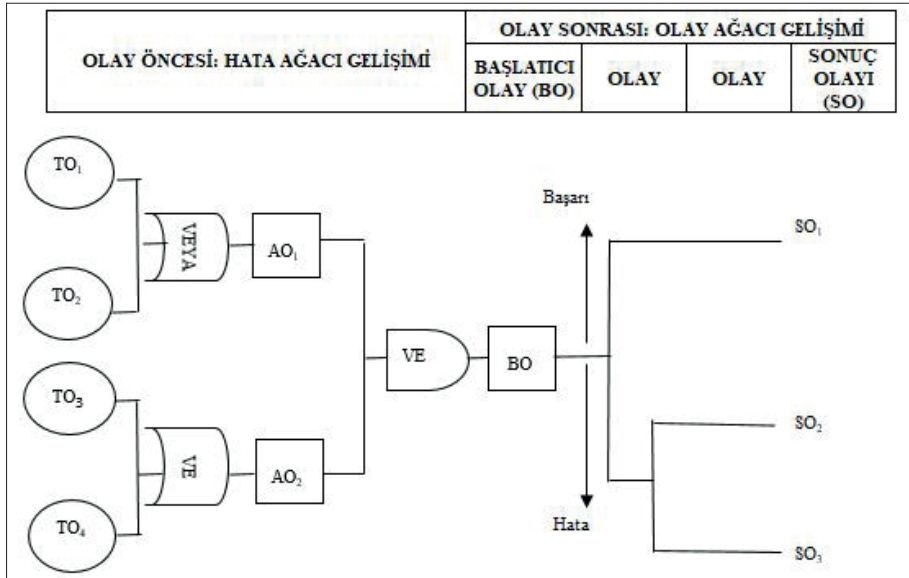 OLAY ÖNCESİ: HATA AĞACI GELİŞİMİ
OLAY SONRASI: OLAY AĞACI GELİŞİMİ
BAŞLATICI
OLAY (BO)
OLAY
OLAY
SONUÇ
OLAYI
(SO)
TO₁
TO₂
VEYA
AO₁
TO₃
TO₄
VE
AO₂
VE
BO
Başarı
Hata
SO₁
SO₂
SO₃